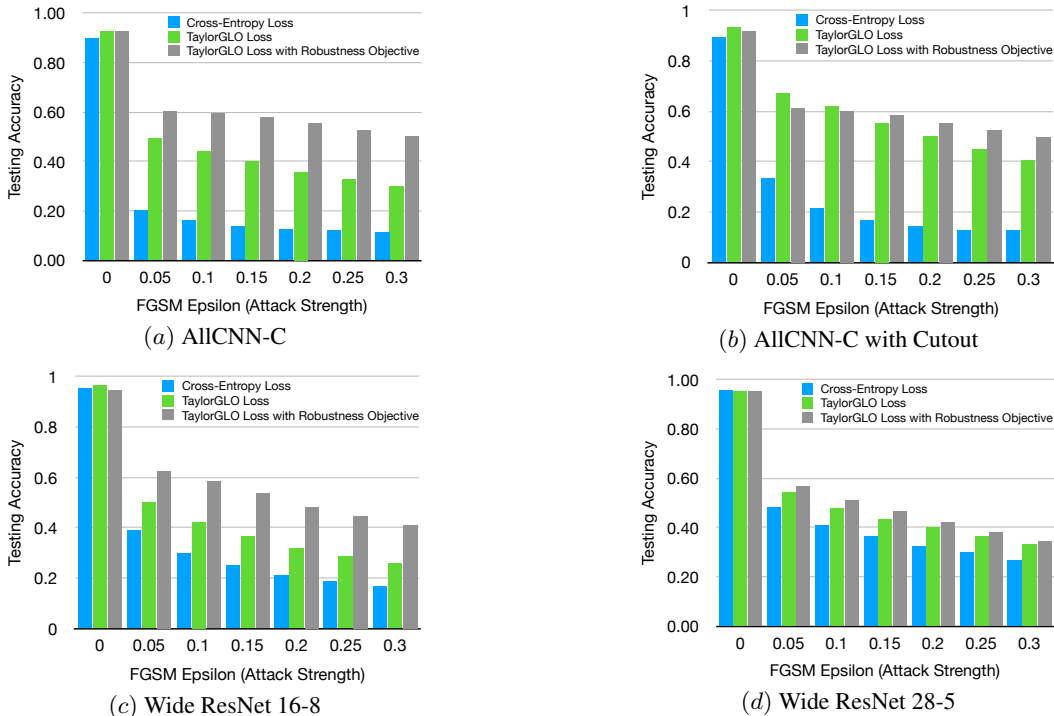 1.00
0.80
0.60
0.40
0.20
0.00
Testing Accuracy
Cross-Entropy Loss
TaylorGLO Loss
TaylorGLO Loss with Robustness Objective
0 0.05 0.1 0.15 0.2 0.25 0.3
FGSM Epsilon (Attack Strength)
(a) AllCNN-C
1
0.8
0.6
0.4
0.2
0
Testing Accuracy
Cross-Entropy Loss
TaylorGLO Loss
TaylorGLO Loss with Robustness Objective
0 0.05 0.1 0.15 0.2 0.25 0.3
FGSM Epsilon (Attack Strength)
(b) AllCNN-C with Cutout
1
0.8
0.6
0.4
0.2
0
Testing Accuracy
Cross-Entropy Loss
TaylorGLO Loss
TaylorGLO Loss with Robustness Objective
0 0.05 0.1 0.15 0.2 0.25 0.3
FGSM Epsilon (Attack Strength)
(c) Wide ResNet 16-8
1.00
0.80
0.60
0.40
0.20
0.00
Testing Accuracy
Cross-Entropy Loss
TaylorGLO Loss
TaylorGLO Loss with Robustness Objective
0 0.05 0.1 0.15 0.2 0.25 0.3
FGSM Epsilon (Attack Strength)
(d) Wide ResNet 28-5